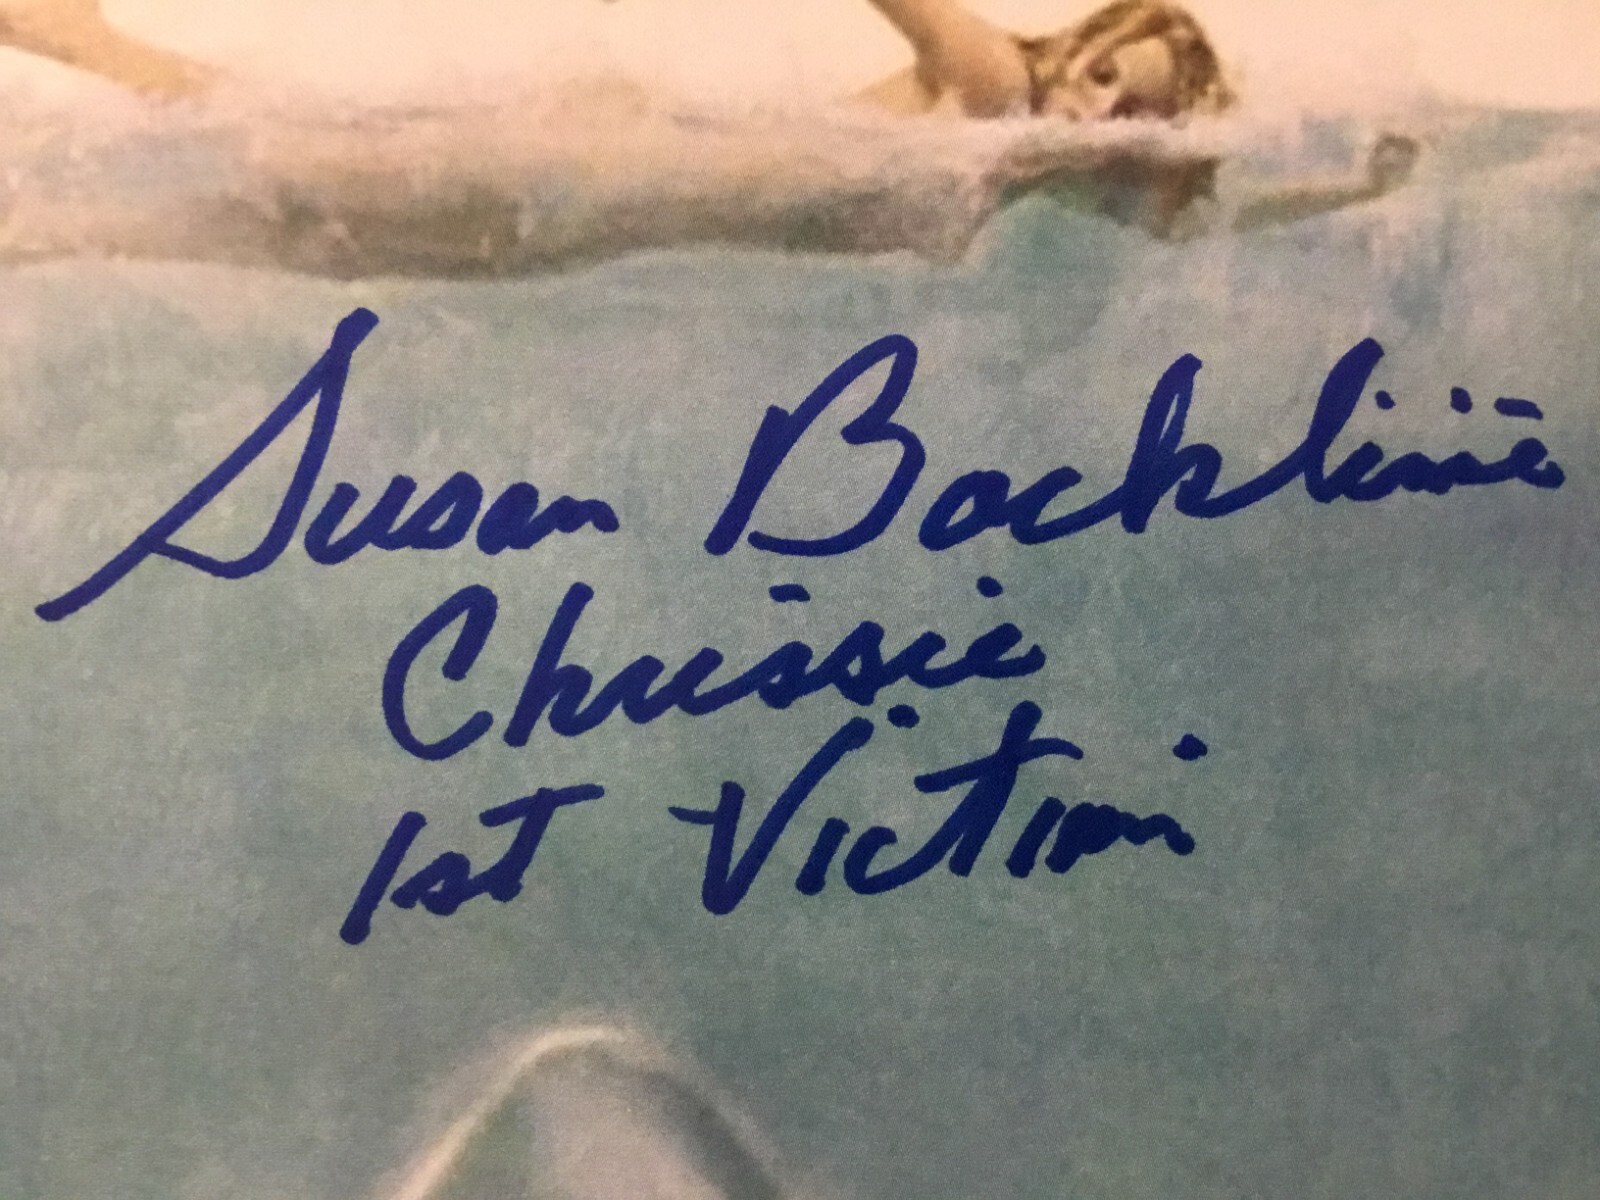 Susan Backlinie
Chrissie
1st Victim